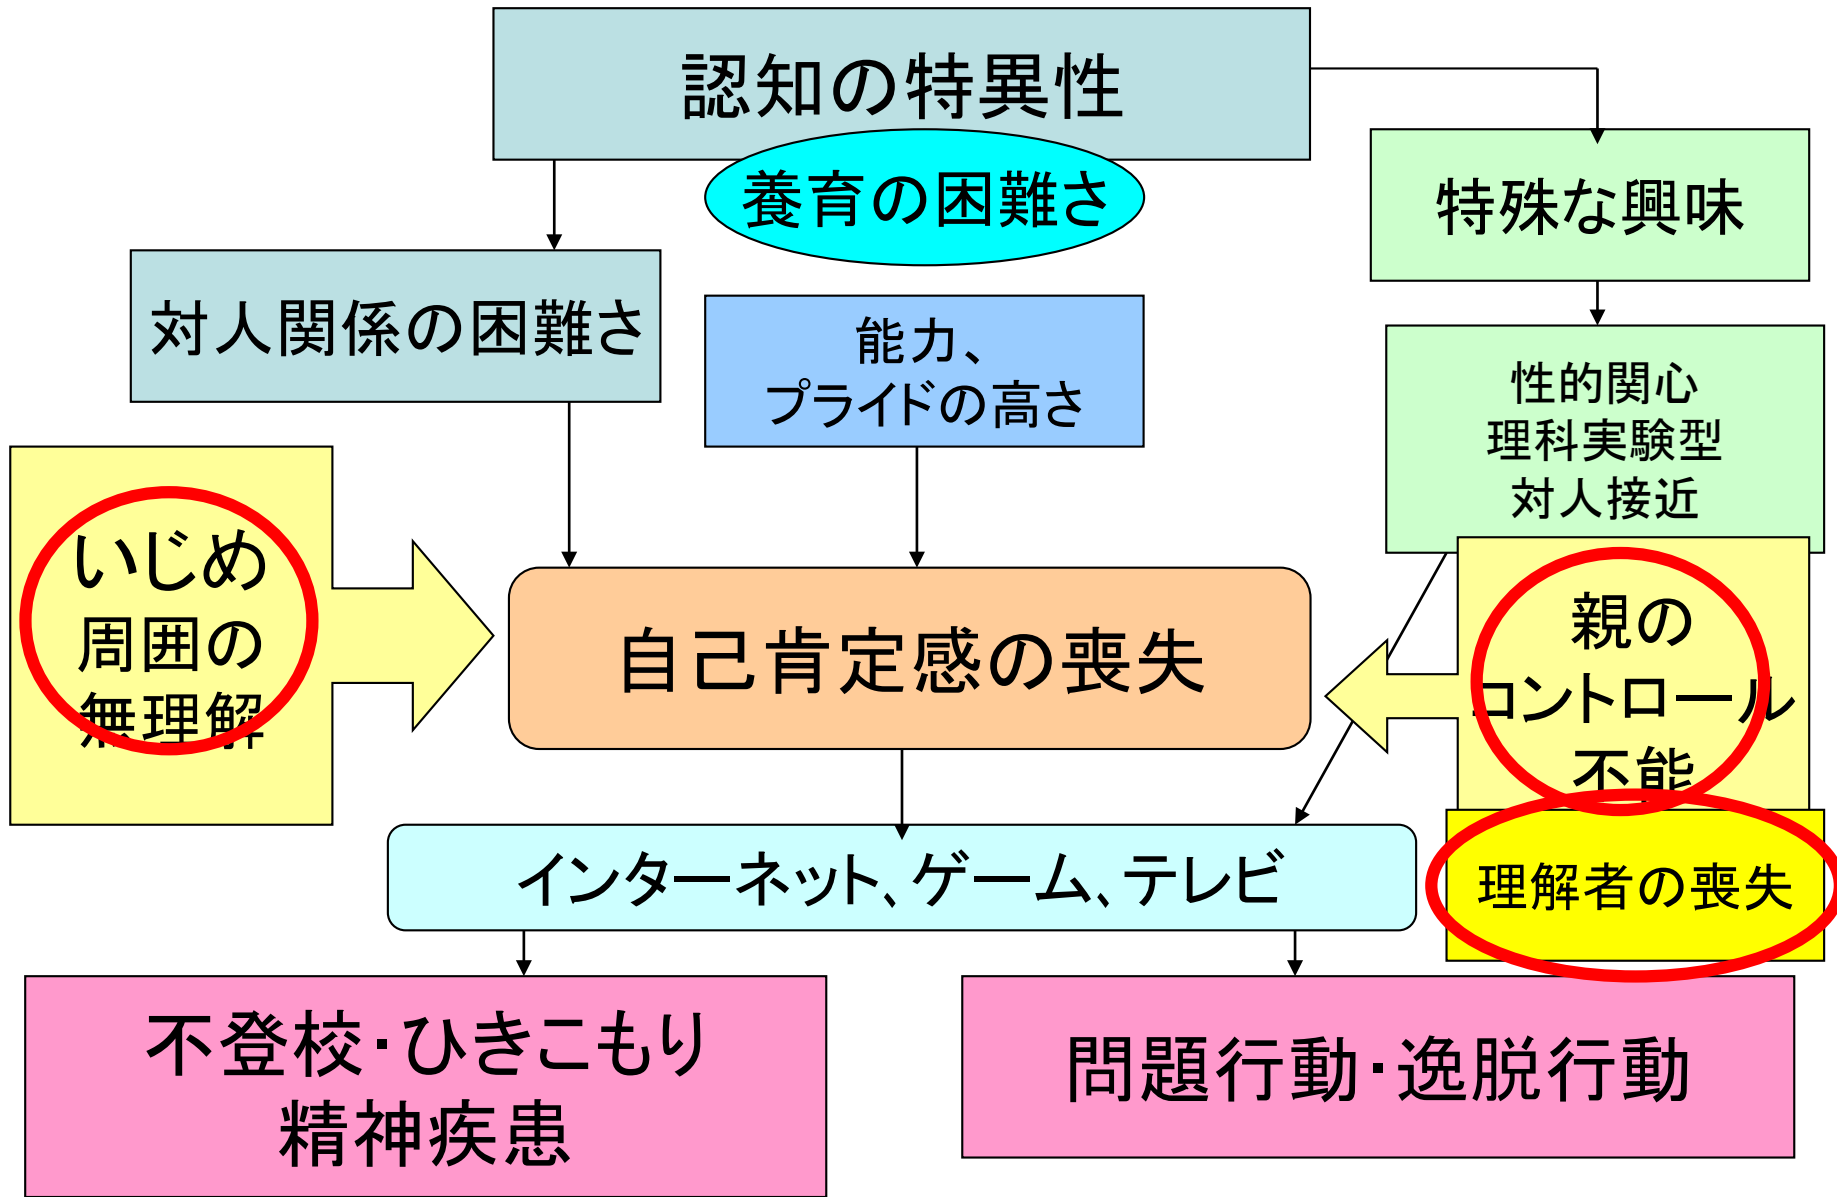 認知の特異性
養育の困難さ
特殊な興味
対人関係の困難さ
能力、
プライドの高さ
性的関心
理科実験型
対人接近
いじめ
周囲の
無理解
自己肯定感の喪失
親の
コントロール
不能
インターネット、ゲーム、テレビ
理解者の喪失
不登校・ひきこもり
精神疾患
問題行動・逸脱行動